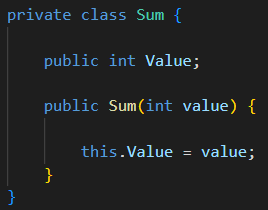 private class Sum {
public int Value;
public Sum(int value) {
this.Value = value;
}
}